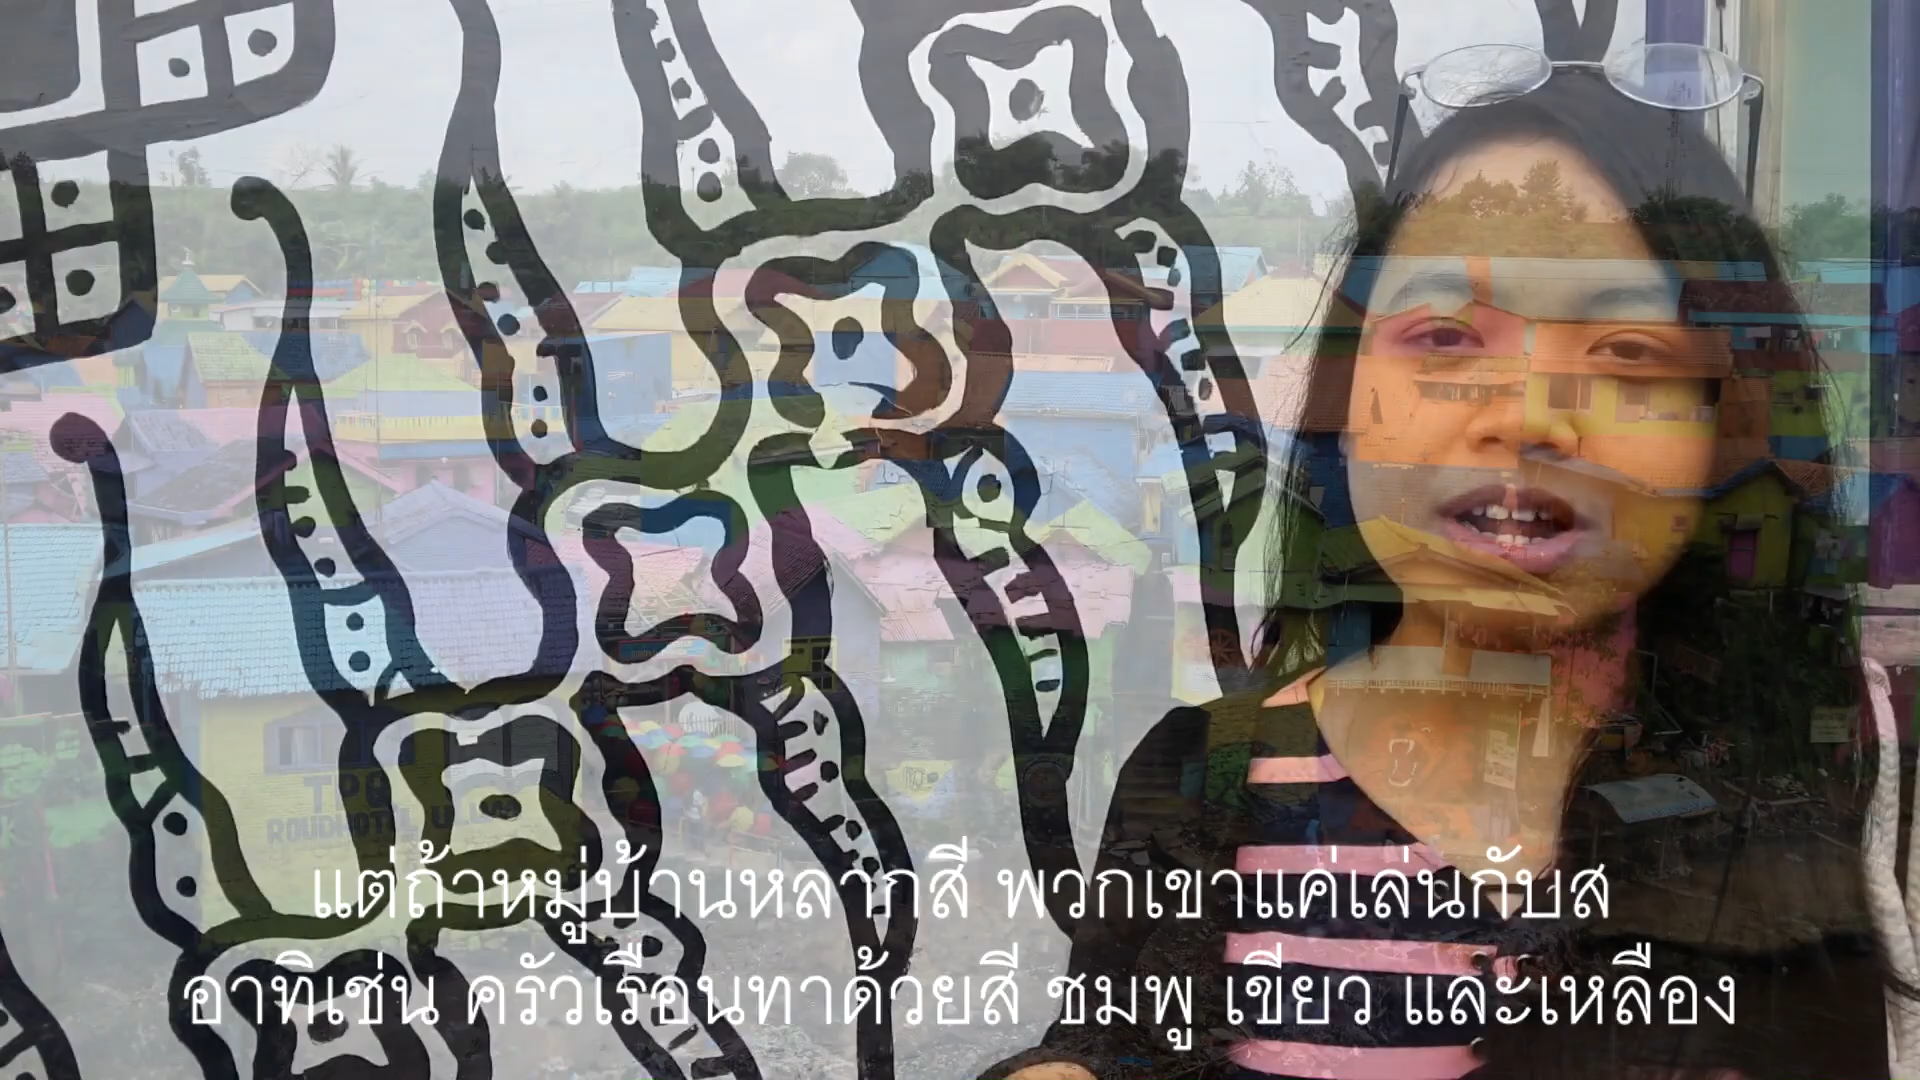 แต่ถ้าหมู่บ้านหลากสี พวกเขาแค่เล่นกับส
อาทิเช่น ครัวเรือนทาด้วยสี ชมพู เขียว และเหลือง